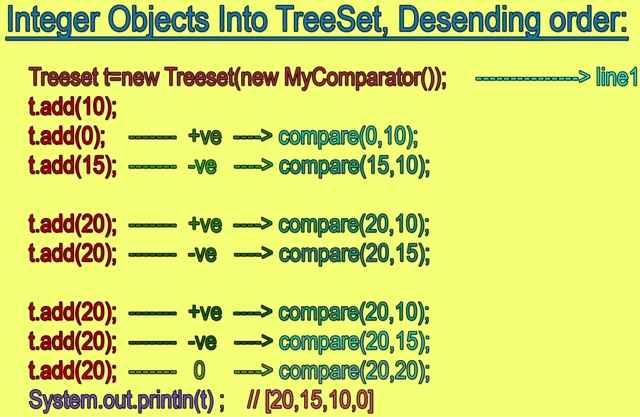 Integer Objects Into TreeSet, Desending order:
Treeset t=new Treeset(new MyComparator()); ---------------> line1
t.add(10);
t.add(0); ------- +ve ----> compare(0,10);
t.add(15); ------- -ve ----> compare(15,10);
t.add(20); ------- +ve ----> compare(20,10);
t.add(20); ------- -ve ----> compare(20,15);
t.add(20); ------- +ve ----> compare(20,10);
t.add(20); ------- -ve ----> compare(20,15);
t.add(20); ------- 0 ----> compare(20,20);
System.out.println(t) ; // [20,15,10,0]